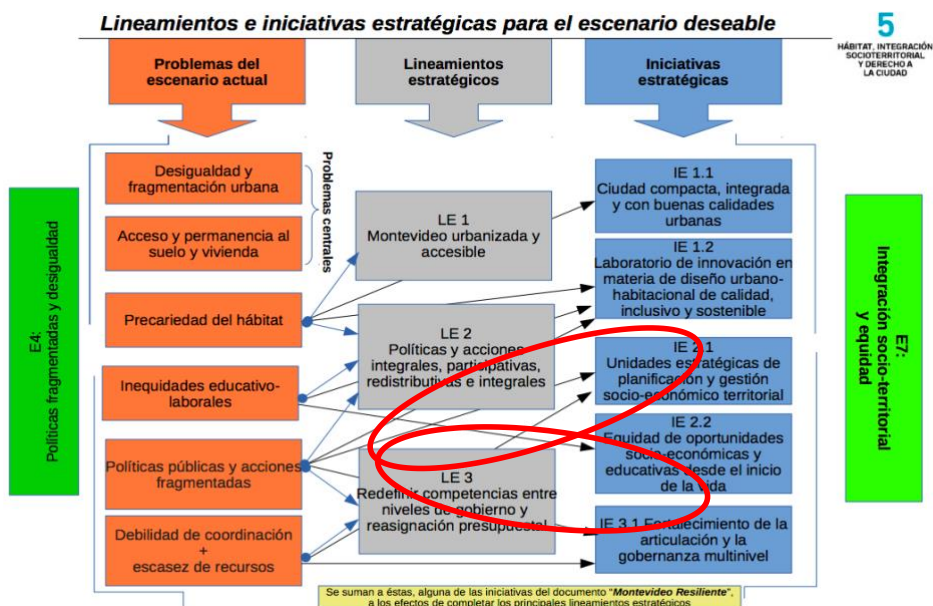 Lineamientos e iniciativas estratégicas para el escenario deseable
5
HÁBITAT, INTEGRACIÓN
SOCIOTERRITORIAL
Y DERECHO A
LA CIUDAD
Problemas del
escenario actual
Lineamientos
estratégicos
Iniciativas
estratégicas
E4:
Políticas fragmentadas y desigualdad
Desigualdad y
fragmentación urbana
Acceso y permanencia al
suelo y vivienda
Problemas centrales
Precariedad del hábitat
Inequidades educativo-
laborales
Políticas públicas y acciones
fragmentadas
Debilidad de coordinación
+
escasez de recursos
LE 1
Montevideo urbanizada y
accesible
LE 2
Políticas y acciones
integrales, participativas,
redistributivas e integrales
LE 3
Redefinir competencias entre
niveles de gobierno y
reasignación presupuestal
IE 1.1
Ciudad compacta, integrada
y con buenas calidades
urbanas
IE 1.2
Laboratorio de innovación en
materia de diseño urbano-
habitacional de calidad,
inclusivo y sostenible
IE 2.1
Unidades estratégicas de
planificación y gestión
socio-económico territorial
IE 2.2
Equidad de oportunidades
socio-económicas y
educativas desde el inicio
de la vida
IE 3.1 Fortalecimiento de la
articulación y la
gobernanza multinivel
E7:
Integración socio-territorial
y equidad
Se suman a éstas, alguna de las iniciativas del documento "Montevideo Resiliente",
a los efectos de completar los principales lineamientos estratégicos